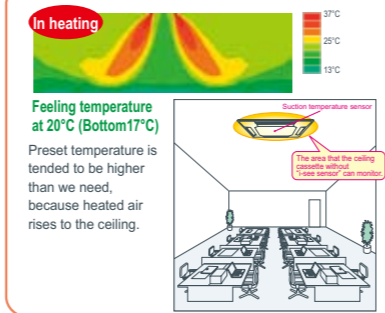 In heating
37°C
25°C
13°C
Feeling temperature
at 20°C (Bottom17°C)
Preset temperature is
tended to be higher
than we need,
because heated air
rises to the ceiling.
Suction temperature sensor
The area that the ceiling
cassette without
"i-see sensor" can monitor.